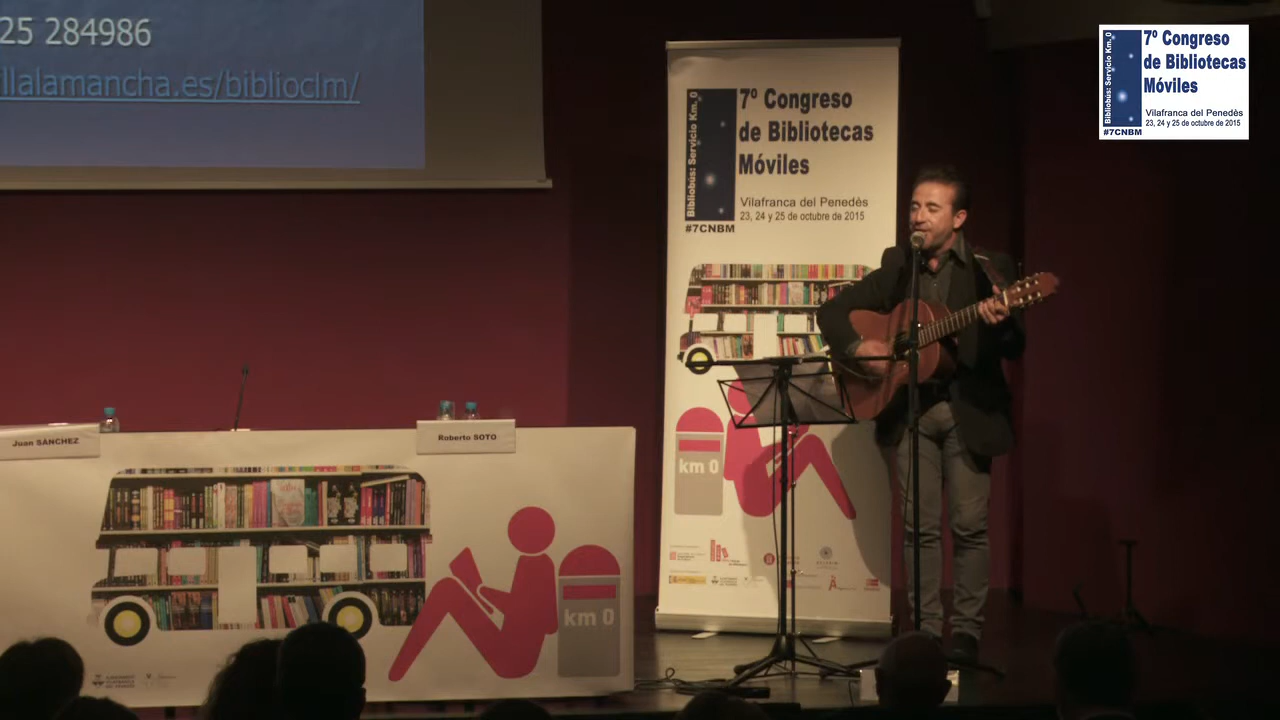 25 284986
illalamancha.es/biblioclm/
7º Congreso
de Bibliotecas
Móviles
Bibliobús: Servicio Km. 0
Vilafranca del Penedès
23, 24 y 25 de octubre de 2015
#7CNBM
7º Congreso
de Bibliotecas
Móviles
Bibliobús: Servicio Km. 0
Vilafranca del Penedès
23, 24 y 25 de octubre de 2015
#7CNBM
km 0
Juan SÁNCHEZ
Roberto SOTO
km 0